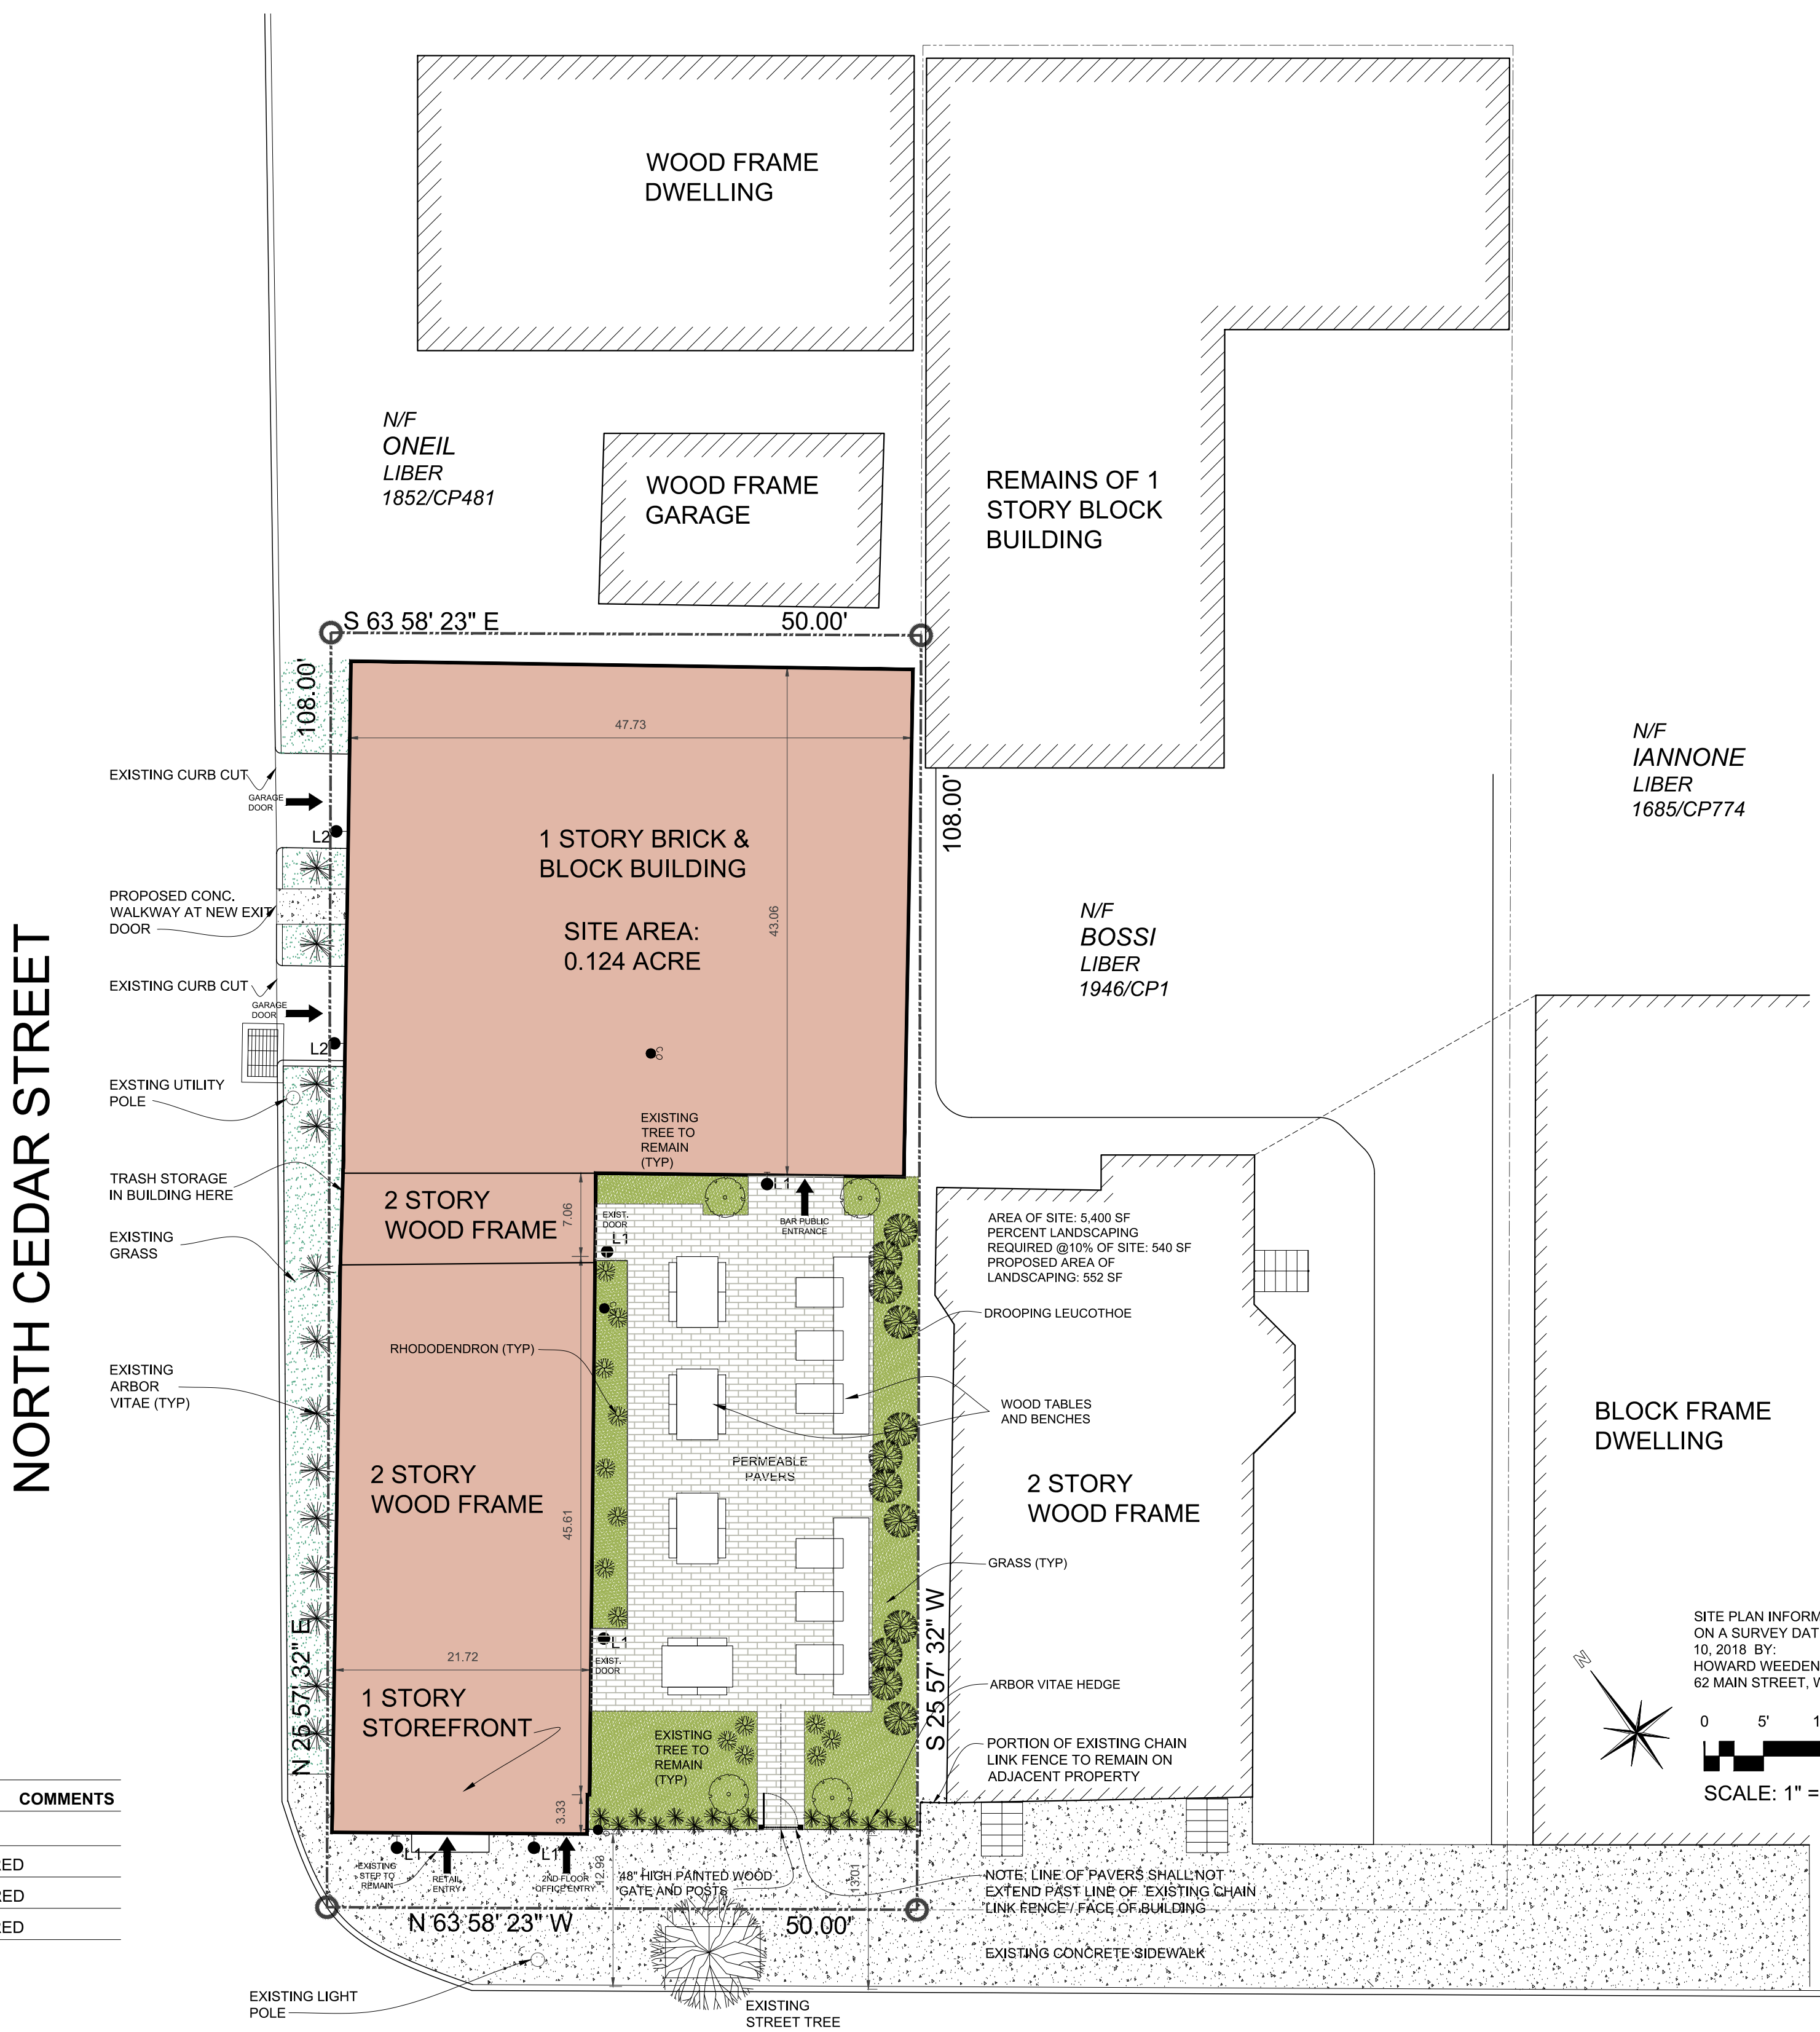 WOOD FRAME
DWELLING
N/F
ONEIL
LIBER
1852/CP481
WOOD FRAME
GARAGE
REMAINS OF 1
STORY BLOCK
BUILDING
S 63 58' 23" E
50.00'
108.00'
47.73
N/F
IANNONE
LIBER
1685/CP774
EXISTING CURB CUT
GARAGE
DOOR
L2
108.00'
1 STORY BRICK &
BLOCK BUILDING
43.06
SITE AREA:
0.124 ACRE
PROPOSED CONC.
WALKWAY AT NEW EXIT
DOOR
N/F
BOSSI
LIBER
1946/CP1
NORTH CEDAR STREET
EXISTING CURB CUT
GARAGE
DOOR
L2
EXSTING UTILITY
POLE
EXISTING
TREE TO
REMAIN
(TYP)
TRASH STORAGE
IN BUILDING HERE
2 STORY
WOOD FRAME
7.06
EXIST.
DOOR
L1
L1
BAR PUBLIC
ENTRANCE
AREA OF SITE: 5,400 SF
PERCENT LANDSCAPING
REQUIRED @10% OF SITE: 540 SF
PROPOSED AREA OF
LANDSCAPING: 552 SF
EXISTING
GRASS
DROOPING LEUCOTHOE
RHODODENDRON (TYP)
EXISTING
ARBOR
VITAE (TYP)
WOOD TABLES
AND BENCHES
BLOCK FRAME
DWELLING
PERMEABLE
PAVERS
2 STORY
WOOD FRAME
45.61
2 STORY
WOOD FRAME
GRASS (TYP)
N 25 57' 32" E
S 25 57' 32" W
L1
EXIST.
DOOR
21.72
1 STORY
STOREFRONT
ARBOR VITAE HEDGE
SITE PLAN INFORM
ON A SURVEY DAT
10, 2018 BY:
HOWARD WEEDEN
62 MAIN STREET, W
N
0 5' 1
SCALE: 1" =
EXISTING
TREE TO
REMAIN
(TYP)
PORTION OF EXISTING CHAIN
LINK FENCE TO REMAIN ON
ADJACENT PROPERTY
3.33
COMMENTS
RED
RED
RED
L1
L1
EXISTING
STEP TO
REMAIN
RETAIL
ENTRY
2ND FLOOR
OFFICE ENTRY
12.98
48" HIGH PAINTED WOOD
GATE AND POSTS
13.01
NOTE: LINE OF PAVERS SHALL NOT
EXTEND PAST LINE OF EXISTING CHAIN
LINK FENCE / FACE OF BUILDING
N 63 58' 23" W
50.00'
EXISTING CONCRETE SIDEWALK
EXISTING LIGHT
POLE
EXISTING
STREET TREE